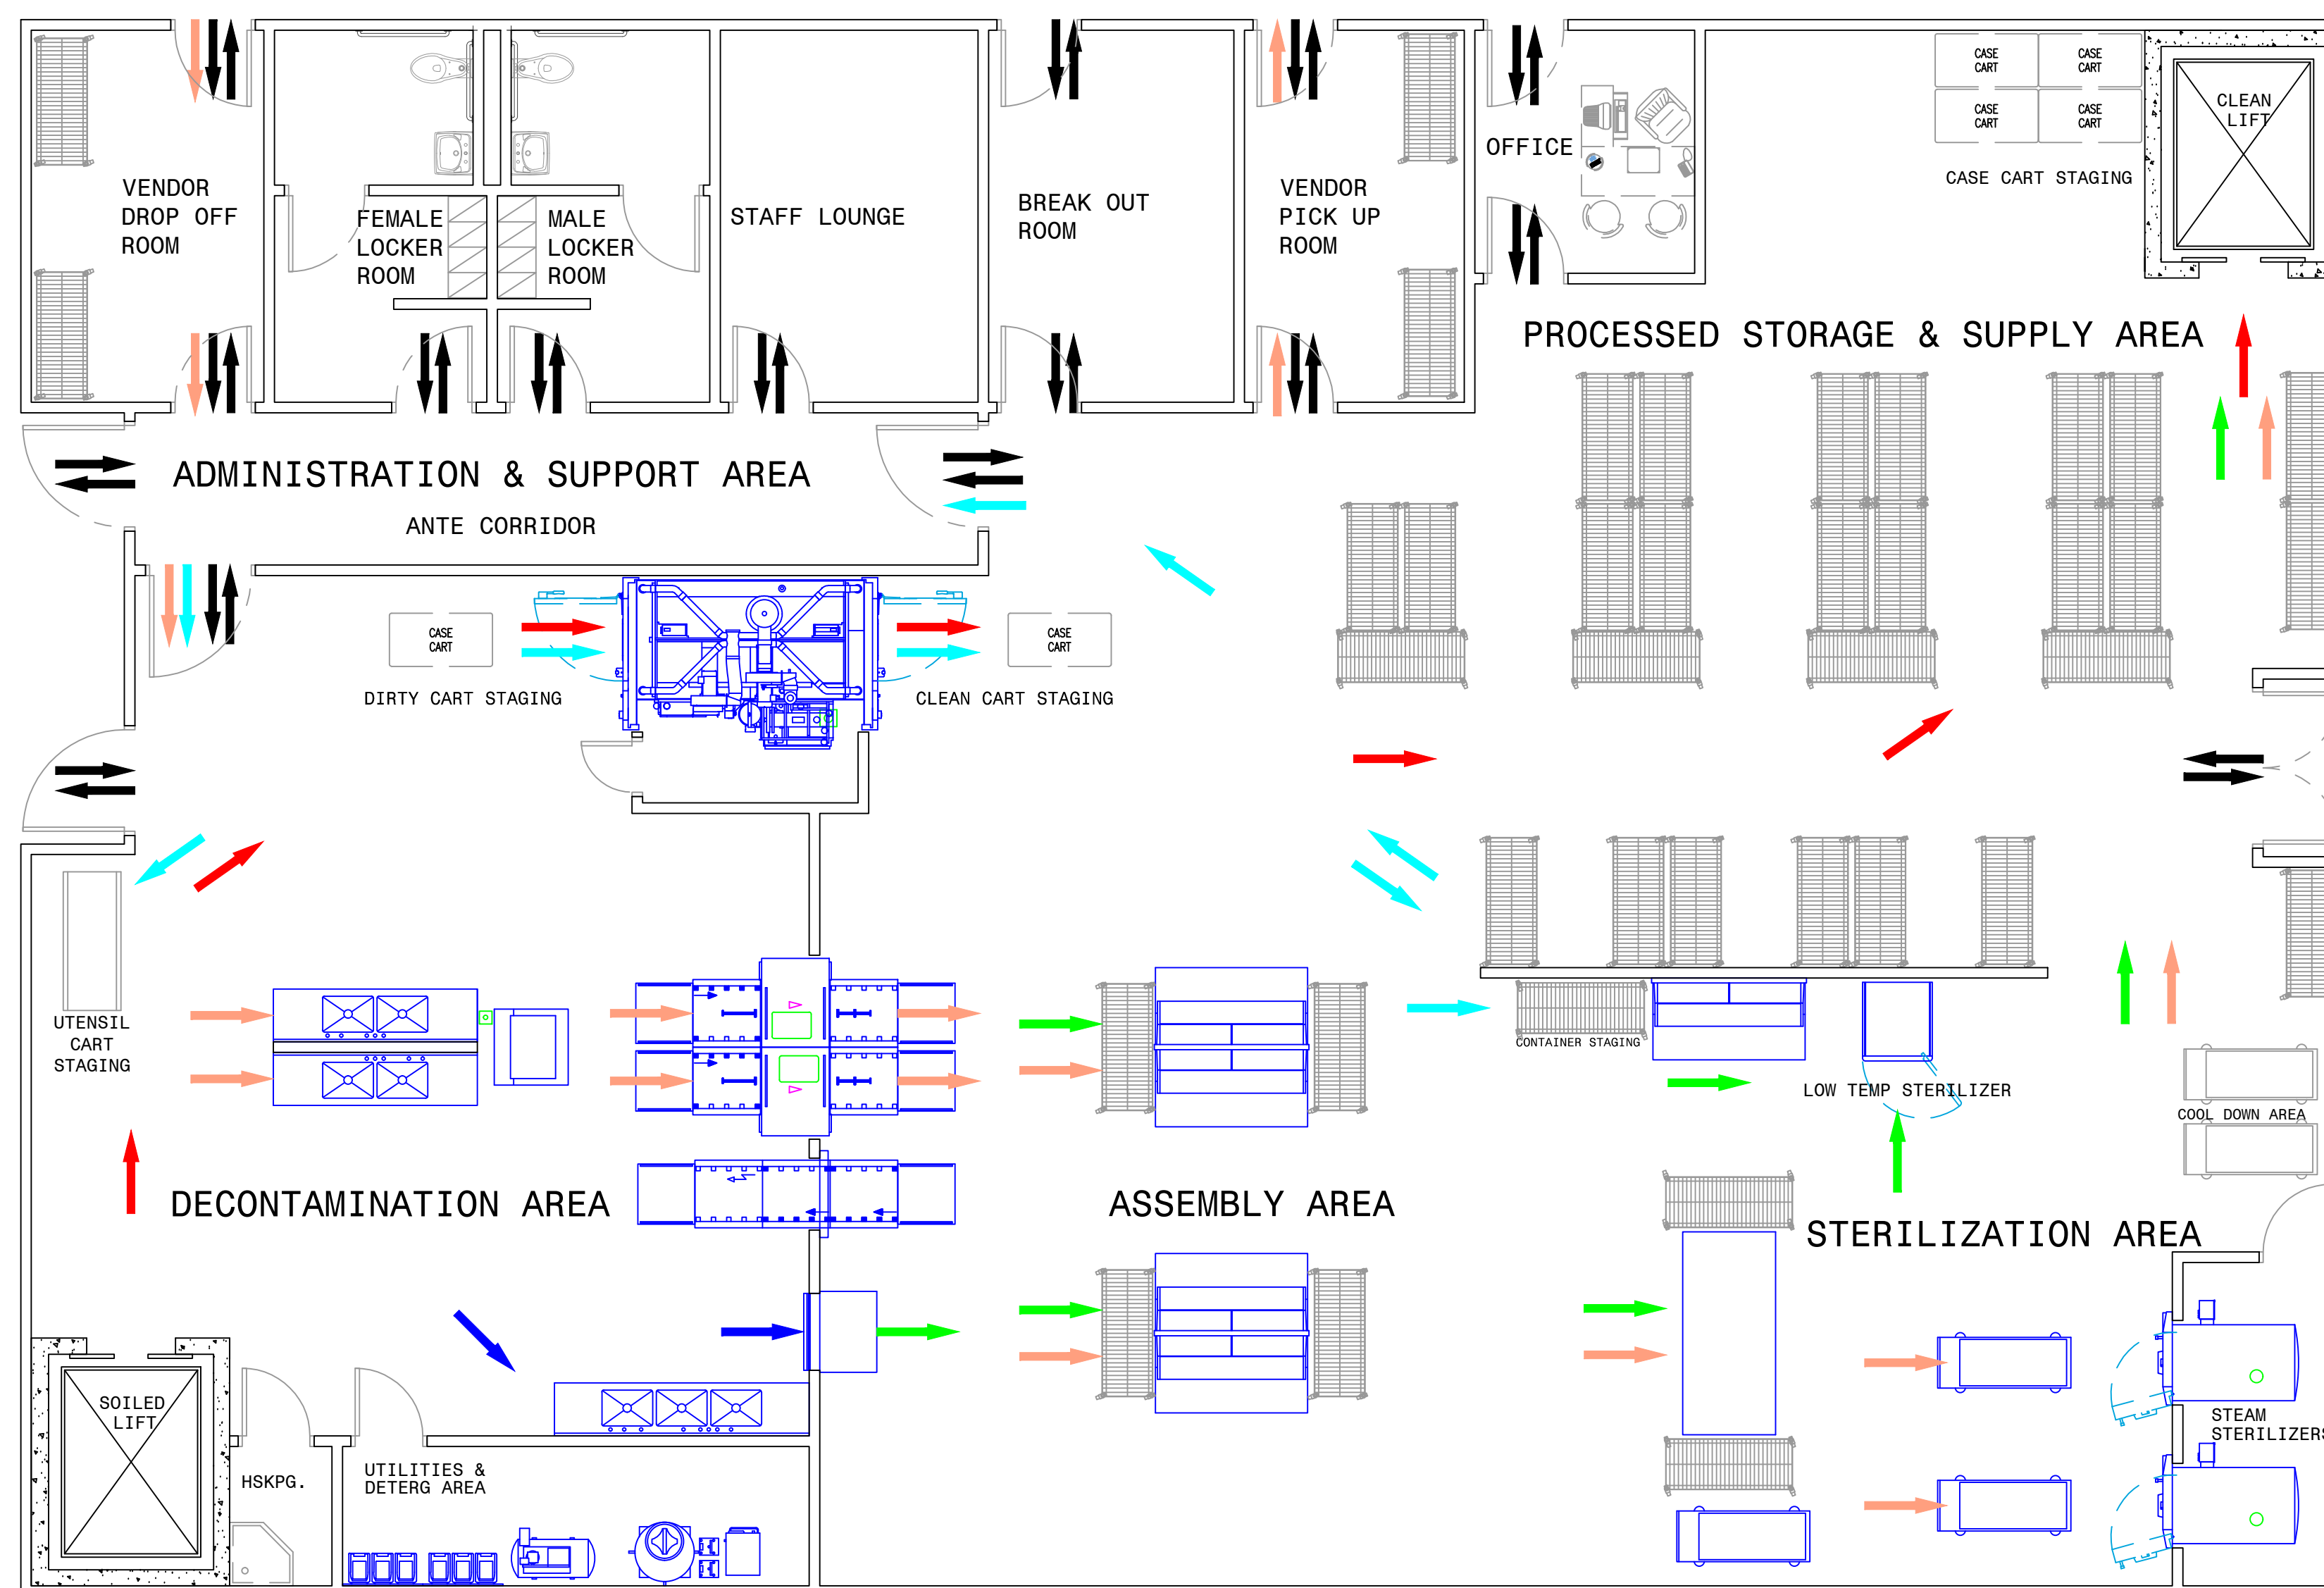 CASE
CART
CASE
CART
CASE
CART
CASE
CART
CLEAN
LIFT
OFFICE
CASE CART STAGING
VENDOR
DROP OFF
ROOM
FEMALE
LOCKER
ROOM
MALE
LOCKER
ROOM
STAFF LOUNGE
BREAK OUT
ROOM
VENDOR
PICK UP
ROOM
PROCESSED STORAGE & SUPPLY AREA
ADMINISTRATION & SUPPORT AREA
ANTE CORRIDOR
CASE
CART
CASE
CART
DIRTY CART STAGING
CLEAN CART STAGING
UTENSIL
CART
STAGING
CONTAINER STAGING
LOW TEMP STERILIZER
COOL DOWN AREA
DECONTAMINATION AREA
ASSEMBLY AREA
STERILIZATION AREA
SOILED
LIFT
STEAM
STERILIZERS
HSKPG.
UTILITIES &
DETERG AREA